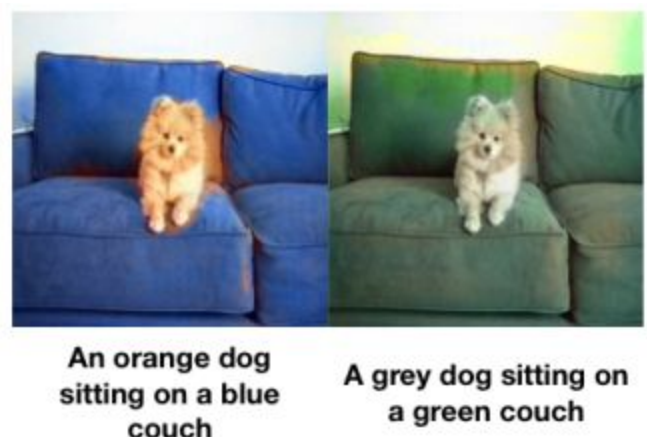 An orange dog
sitting on a blue
couch
A grey dog sitting on
a green couch